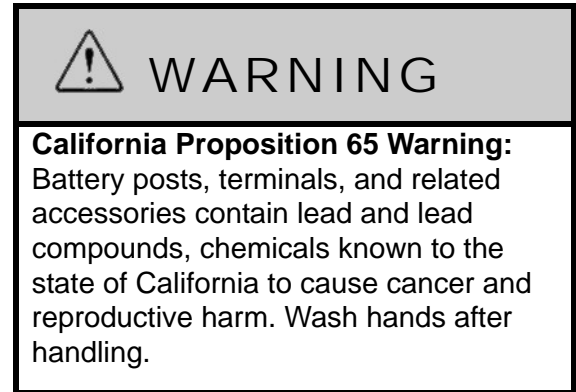 WARNING
California Proposition 65 Warning:
Battery posts, terminals, and related
accessories contain lead and lead
compounds, chemicals known to the
state of California to cause cancer and
reproductive harm. Wash hands after
handling.